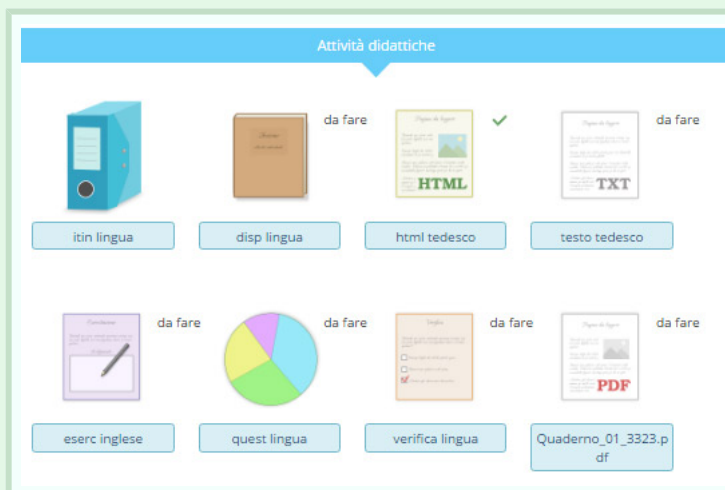 Attività didattiche
da fare
da fare
HTML
TXT
itin lingua
disp lingua
html tedesco
testo tedesco
da fare
da fare
da fare
da fare
Verifica
PDF
eserc inglese
quest lingua
verifica lingua
Quaderno_01_3323.p
df